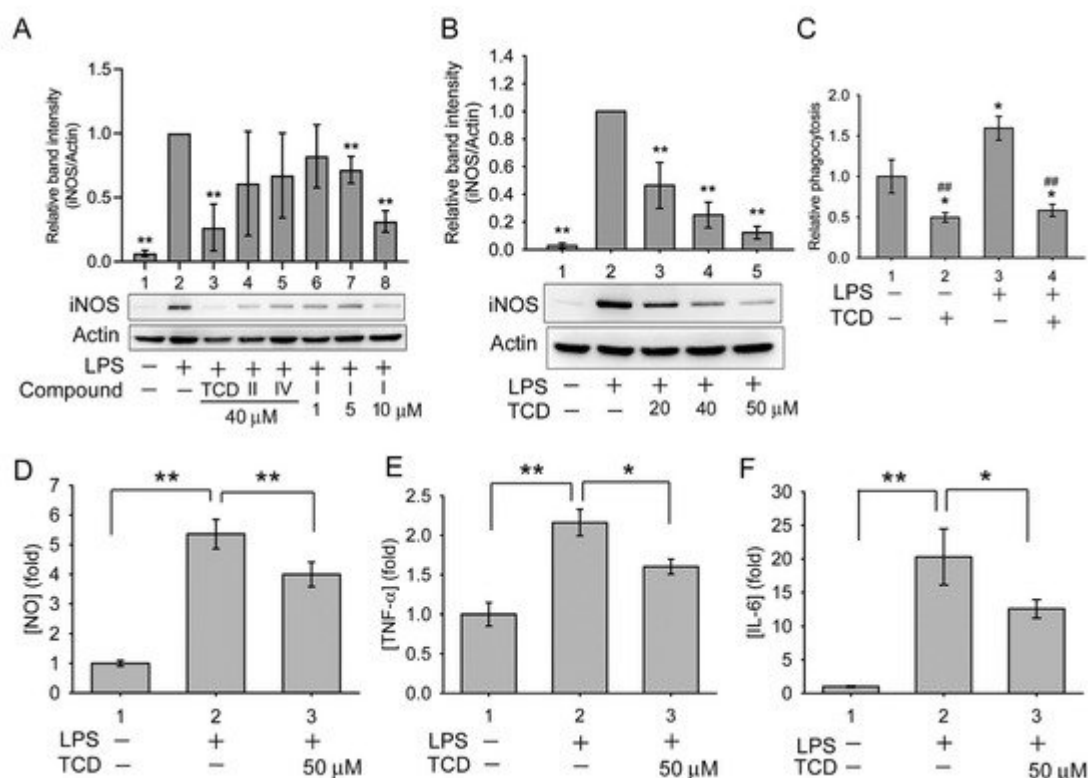 A
Relative band intensity
(iNOS/Actin)
1.5
1.0
0.5
0.0
**
**
**
**
1 2 3 4 5 6 7 8
iNOS
Actin
LPS – + + + + + + +
Compound – – TCD II IV I I I
40 μM 1 5 10 μM
B
Relative band intensity
(iNOS/Actin)
1.4
1.2
1.0
0.8
0.6
0.4
0.2
0.0
**
**
**
**
1 2 3 4 5
iNOS
Actin
LPS – + + + +
TCD – – 20 40 50 μM
C
Relative phagocytosis
2.0
1.5
1.0
0.5
0.0
##
*
*
##
*
1 2 3 4
LPS – – + +
TCD – + – +
D
[NO] (fold)
7
6
5
4
3
2
1
0
** **
1 2 3
LPS – + +
TCD – – 50 μM
E
[TNF-α] (fold)
2.5
2.0
1.5
1.0
0.5
0.0
** *
1 2 3
LPS – + +
TCD – – 50 μM
F
[IL-6] (fold)
30
25
20
15
10
5
0
** *
1 2 3
LPS – + +
TCD – – 50 μM